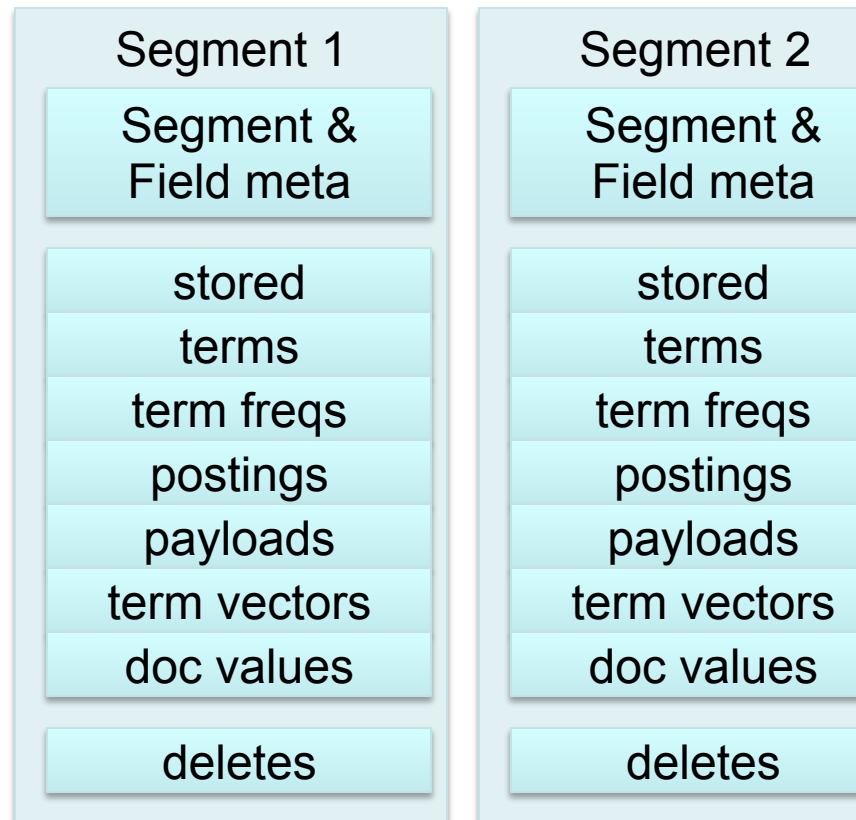 Segment 1
Segment &
Field meta
stored
terms
term freqs
postings
payloads
term vectors
doc values
deletes
Segment 2
Segment &
Field meta
stored
terms
term freqs
postings
payloads
term vectors
doc values
deletes